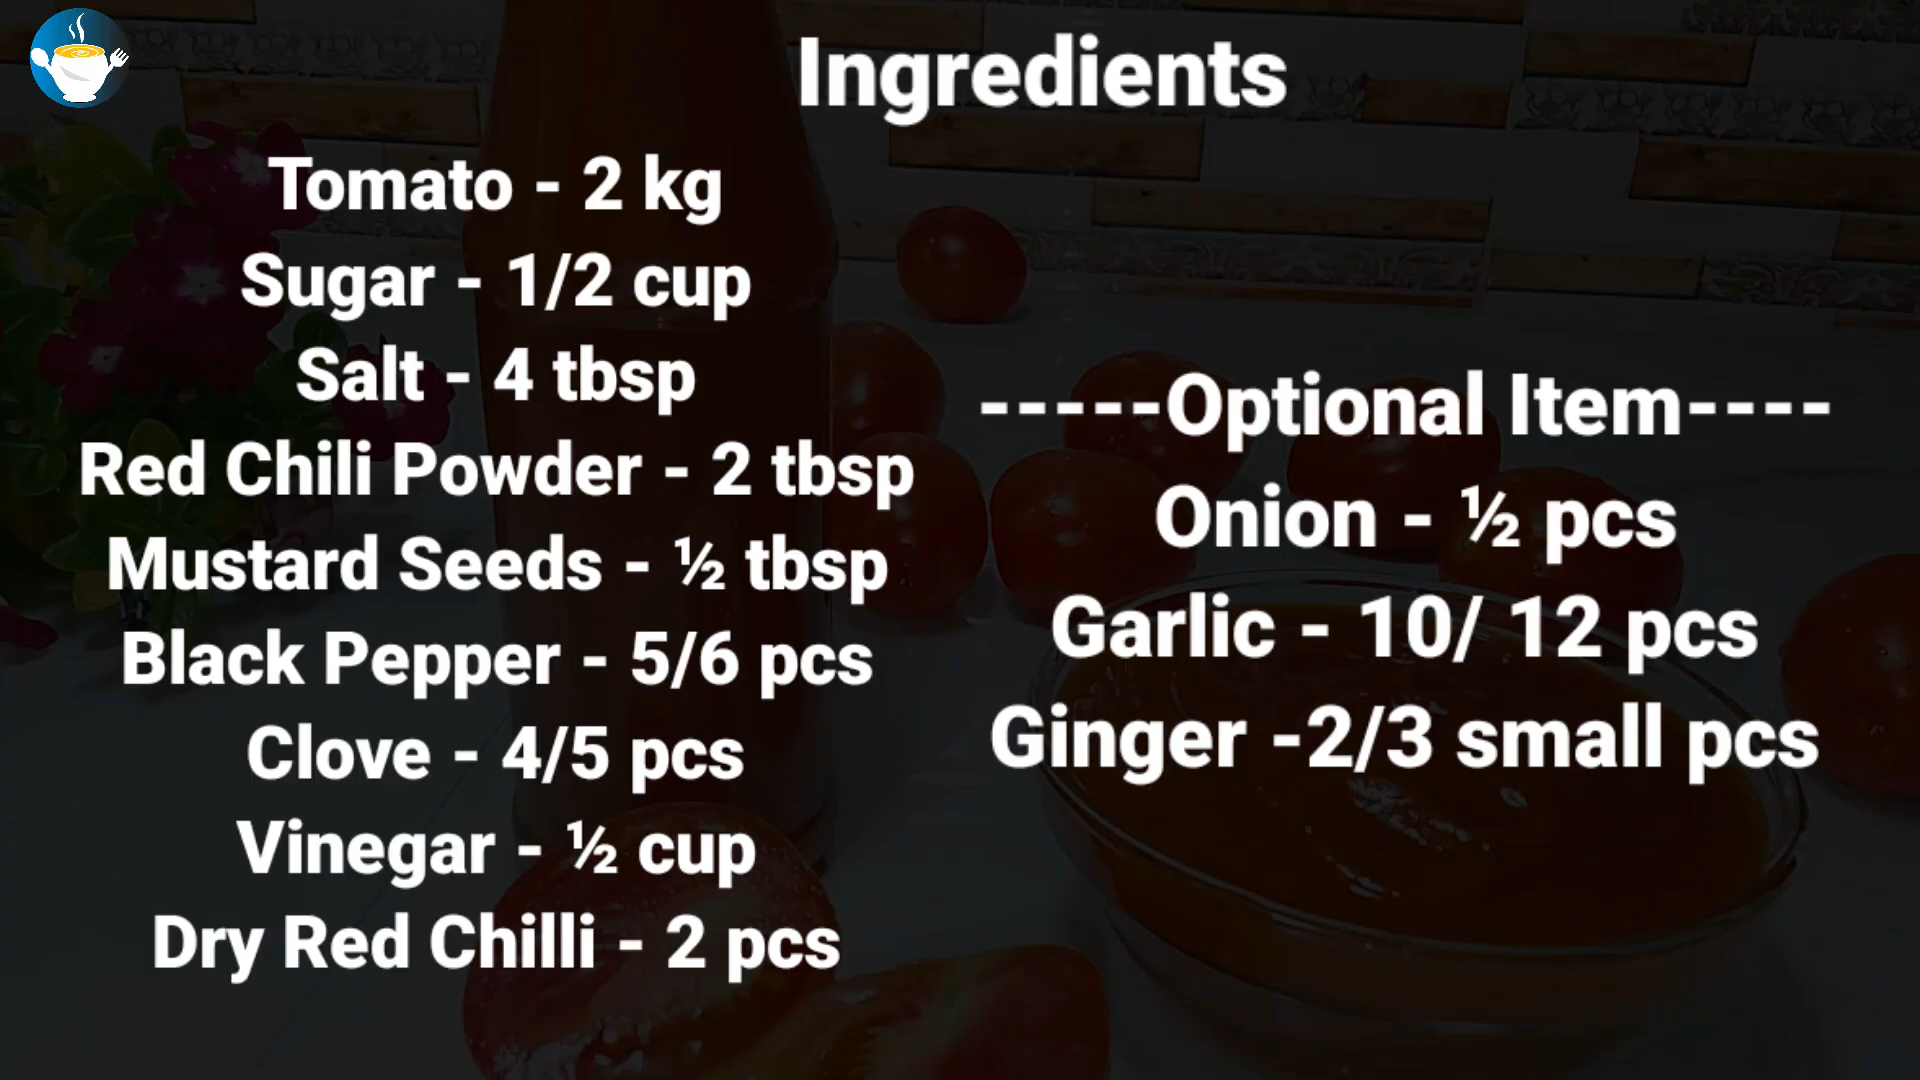 Ingredients
Tomato - 2 kg
Sugar - 1/2 cup
Salt - 4 tbsp
Red Chili Powder - 2 tbsp
Mustard Seeds - ½ tbsp
Black Pepper - 5/6 pcs
Clove - 4/5 pcs
Vinegar - ½ cup
Dry Red Chilli - 2 pcs
-----Optional Item----
Onion - ½ pcs
Garlic - 10/ 12 pcs
Ginger -2/3 small pcs